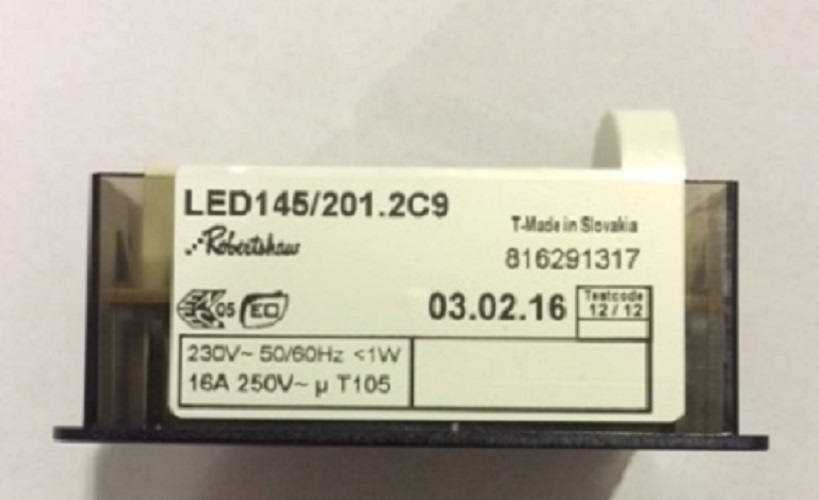 LED145/201.2C9
T-Made in Slovakia
Robertshaw
816291317
05
03.02.16
Testcode
12 / 12
230V~ 50/60Hz <1W
16A 250V~ µ T105